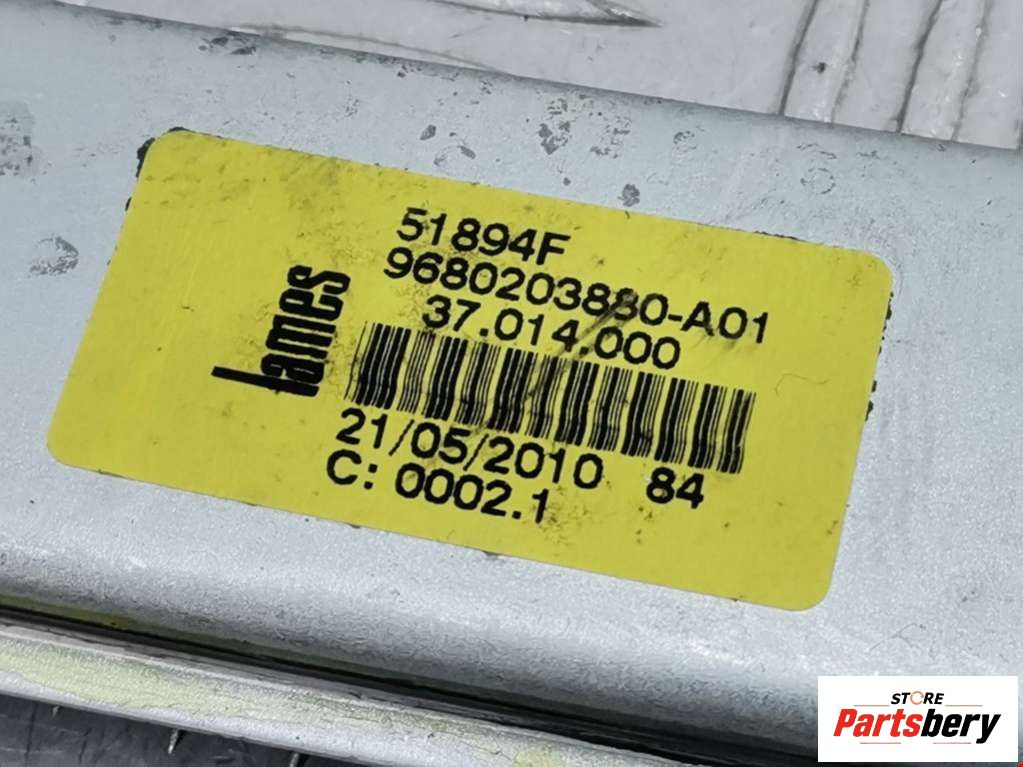 51894F
9680203880-A01
37.014.000
Lames
21/05/2010 84
C: 0002.1
STORE
Partsbery